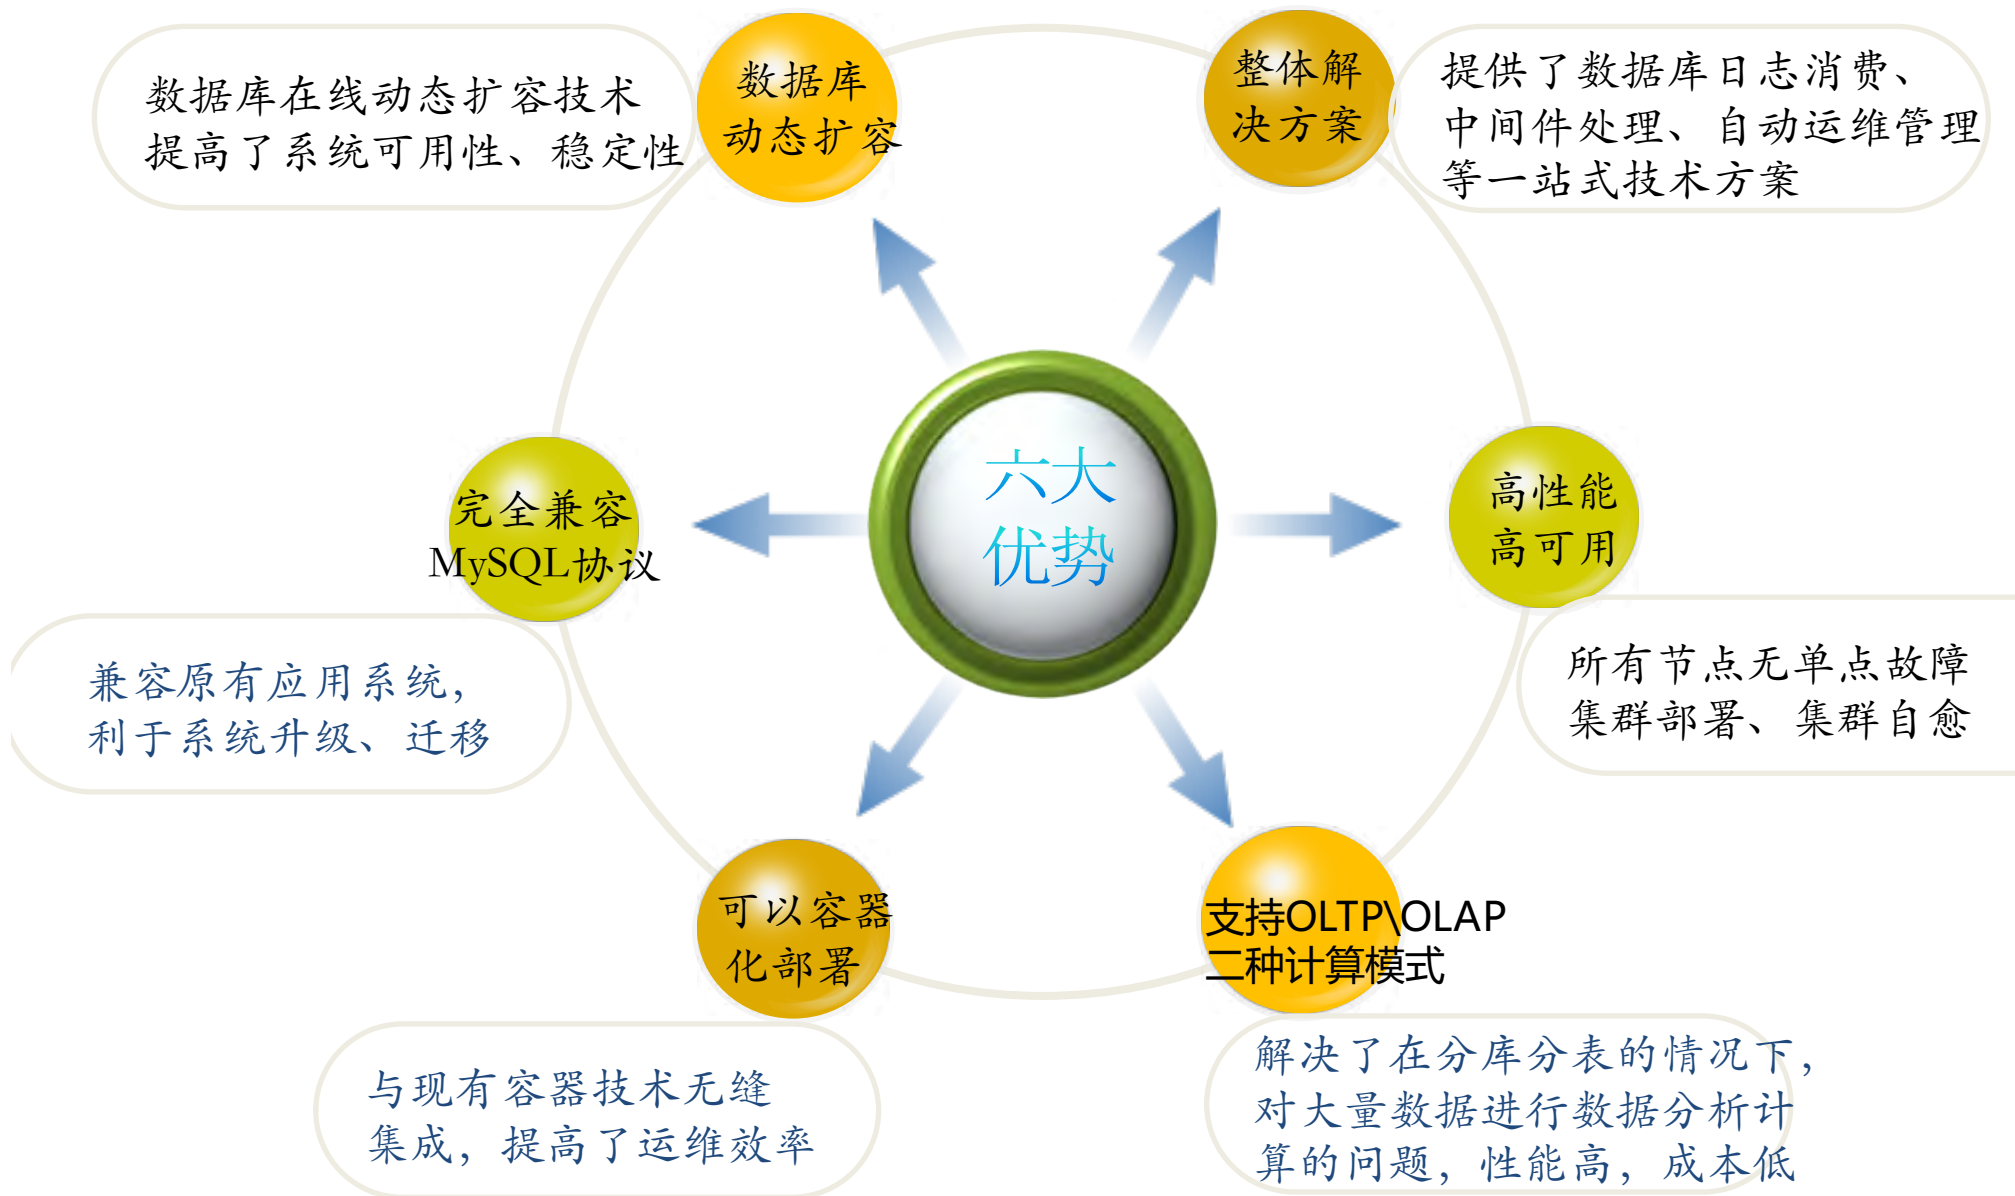 数据库在线动态扩容技术
提高了系统可用性、稳定性
数据库
动态扩容
整体解
决方案
提供了数据库日志消费、
中间件处理、自动运维管理
等一站式技术方案
六大
优势
完全兼容
MySQL协议
兼容原有应用系统，
利于系统升级、迁移
高性能
高可用
所有节点无单点故障
集群部署、集群自愈
可以容器
化部署
与现有容器技术无缝
集成，提高了运维效率
支持OLTP\OLAP
二种计算模式
解决了在分库分表的情况下，
对大量数据进行数据分析计
算的问题，性能高，成本低